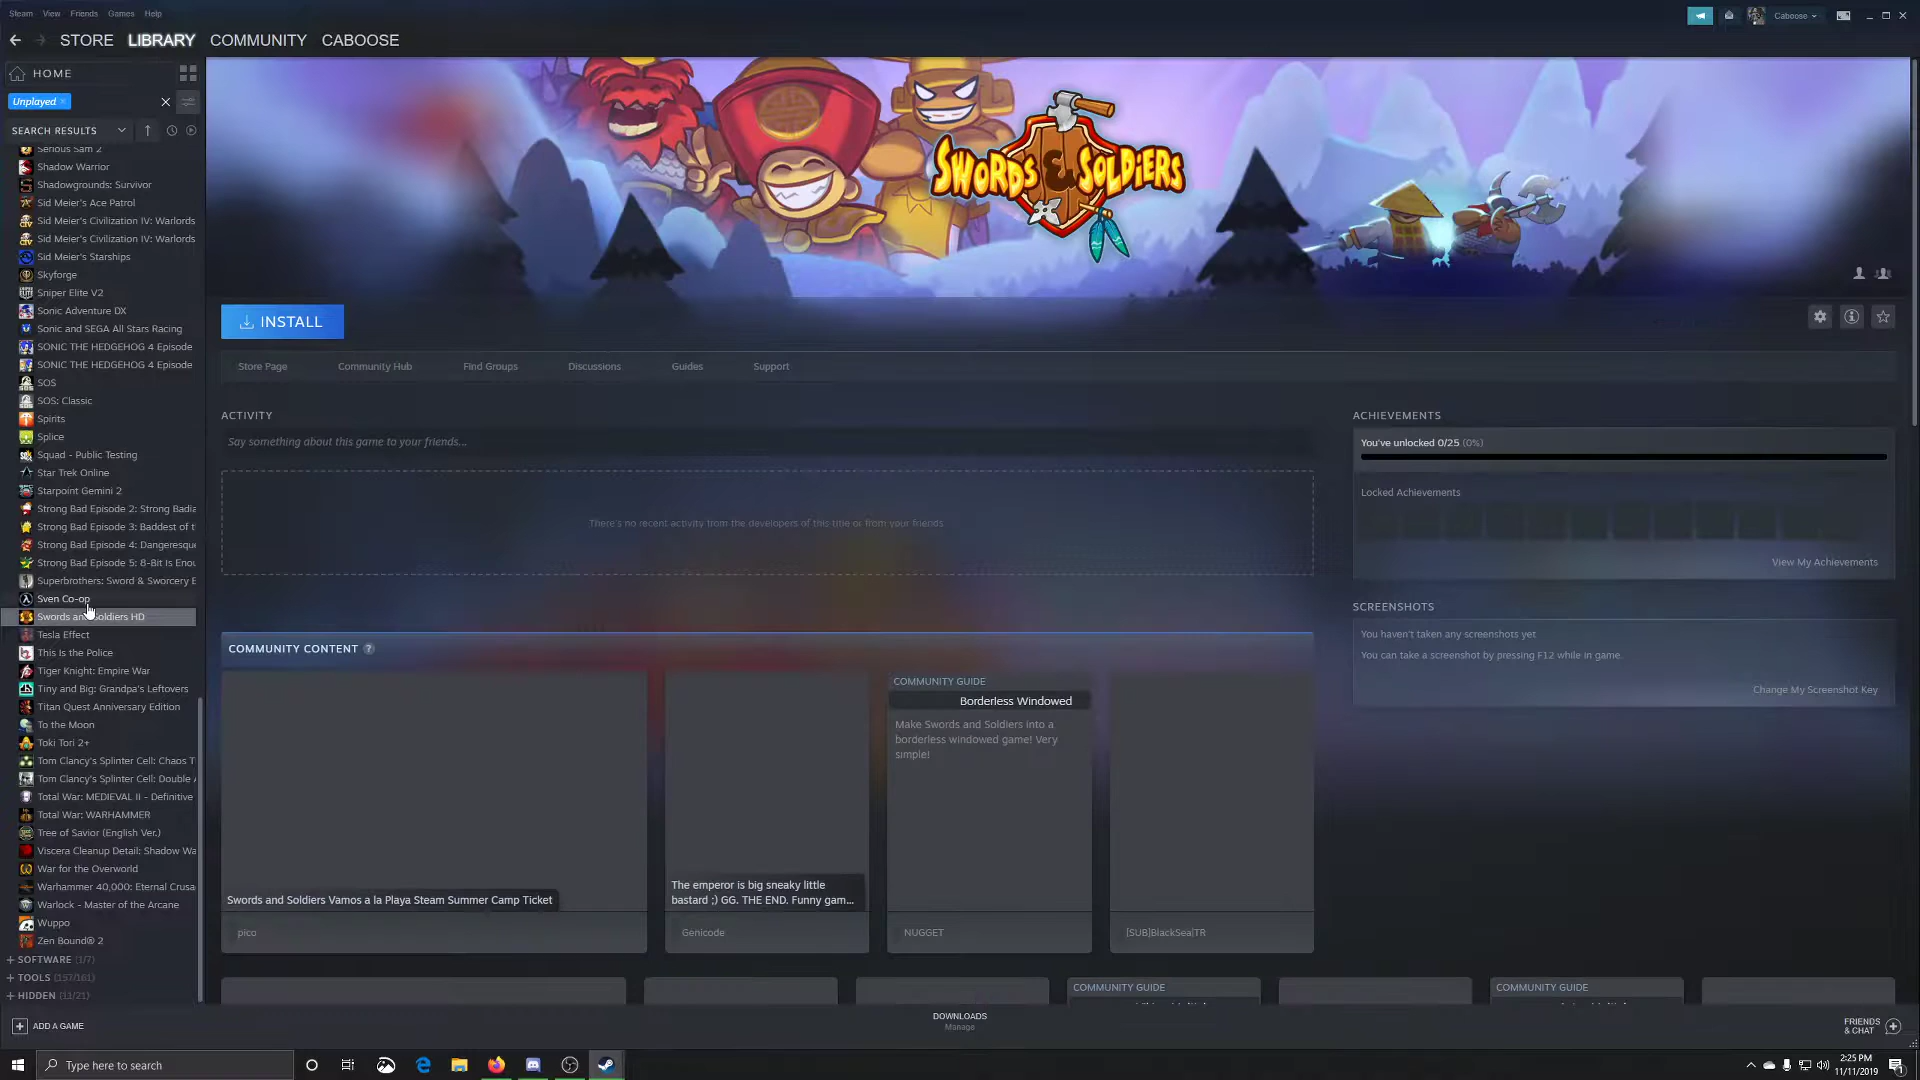 Steam View Friends Games Help
Caboose
STORE LIBRARY COMMUNITY CABOOSE
HOME
Unplayed
SEARCH RESULTS
Serious Sam 2
Shadow Warrior
Shadowgrounds: Survivor
Sid Meier's Ace Patrol
Sid Meier's Civilization IV: Warlords
Sid Meier's Civilization IV: Warlords
Sid Meier's Starships
Skyforge
Sniper Elite V2
Sonic Adventure DX
Sonic and SEGA All Stars Racing
SONIC THE HEDGEHOG 4 Episode
SONIC THE HEDGEHOG 4 Episode
SOS
SOS: Classic
Spirits
Splice
Squad - Public Testing
Star Trek Online
Starpoint Gemini 2
Strong Bad Episode 2: Strong Badia
Strong Bad Episode 3: Baddest of t
Strong Bad Episode 4: Dangeresque
Strong Bad Episode 5: 8-Bit Is Enou
Superbrothers: Sword & Sworcery E
Sven Co-op
Swords and Soldiers HD
Tesla Effect
This Is the Police
Tiger Knight: Empire War
Tiny and Big: Grandpa's Leftovers
Titan Quest Anniversary Edition
To the Moon
Toki Tori 2+
Tom Clancy's Splinter Cell: Chaos T
Tom Clancy's Splinter Cell: Double A
Total War: MEDIEVAL II - Definitive
Total War: WARHAMMER
Tree of Savior (English Ver.)
Viscera Cleanup Detail: Shadow Wa
War for the Overworld
Warhammer 40,000: Eternal Crusa
Warlock - Master of the Arcane
Wuppo
Zen Bound® 2
+ SOFTWARE (1/7)
+ TOOLS (157/161)
+ HIDDEN (11/21)
ADD A GAME
SWORDS & SOLDIERS
INSTALL
Store Page Community Hub Find Groups Discussions Guides Support
ACTIVITY
Say something about this game to your friends...
There's no recent activity from the developers of this title or from your friends
ACHIEVEMENTS
You've unlocked 0/25 (0%)
Locked Achievements
View My Achievements
SCREENSHOTS
You haven't taken any screenshots yet
You can take a screenshot by pressing F12 while in game.
Change My Screenshot Key
COMMUNITY CONTENT ?
Swords and Soldiers Vamos a la Playa Steam Summer Camp Ticket
pico
The emperor is big sneaky little
bastard ;) GG. THE END. Funny gam...
Genicode
COMMUNITY GUIDE
Borderless Windowed
Make Swords and Soldiers into a
borderless windowed game! Very
simple!
NUGGET
[SUB]BlackSea|TR
COMMUNITY GUIDE
COMMUNITY GUIDE
DOWNLOADS
Manage
FRIENDS
& CHAT
Type here to search
2:25 PM
11/11/2019